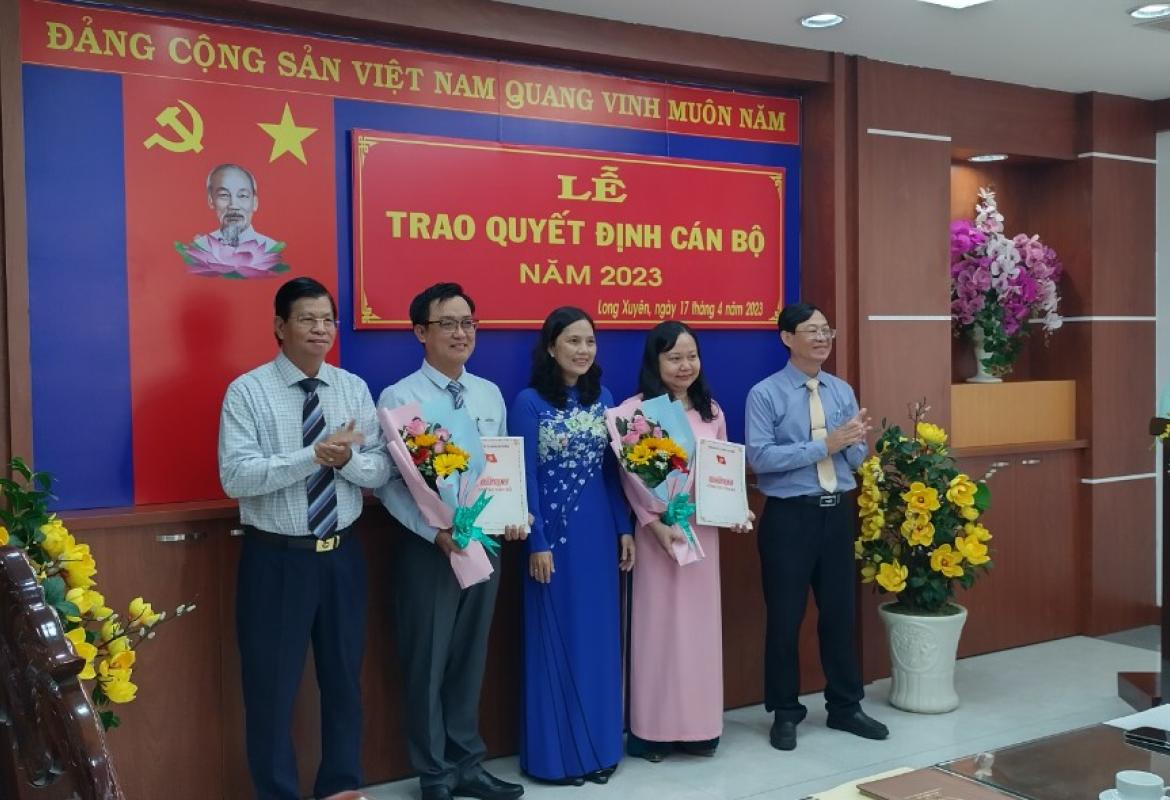 ĐẢNG CỘNG SẢN VIỆT NAM QUANG VINH MUÔN NĂM
LỄ
TRAO QUYẾT ĐỊNH CÁN BỘ
NĂM 2023
Long Xuyên, ngày 17 tháng 4 năm 2023